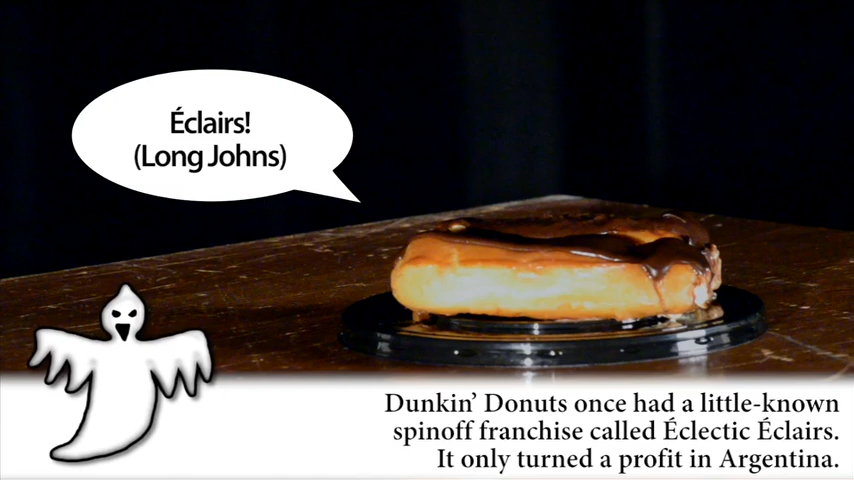 Éclairs!
(Long Johns)
Dunkin’ Donuts once had a little-known
spinoff franchise called Éclectic Éclairs.
It only turned a profit in Argentina.